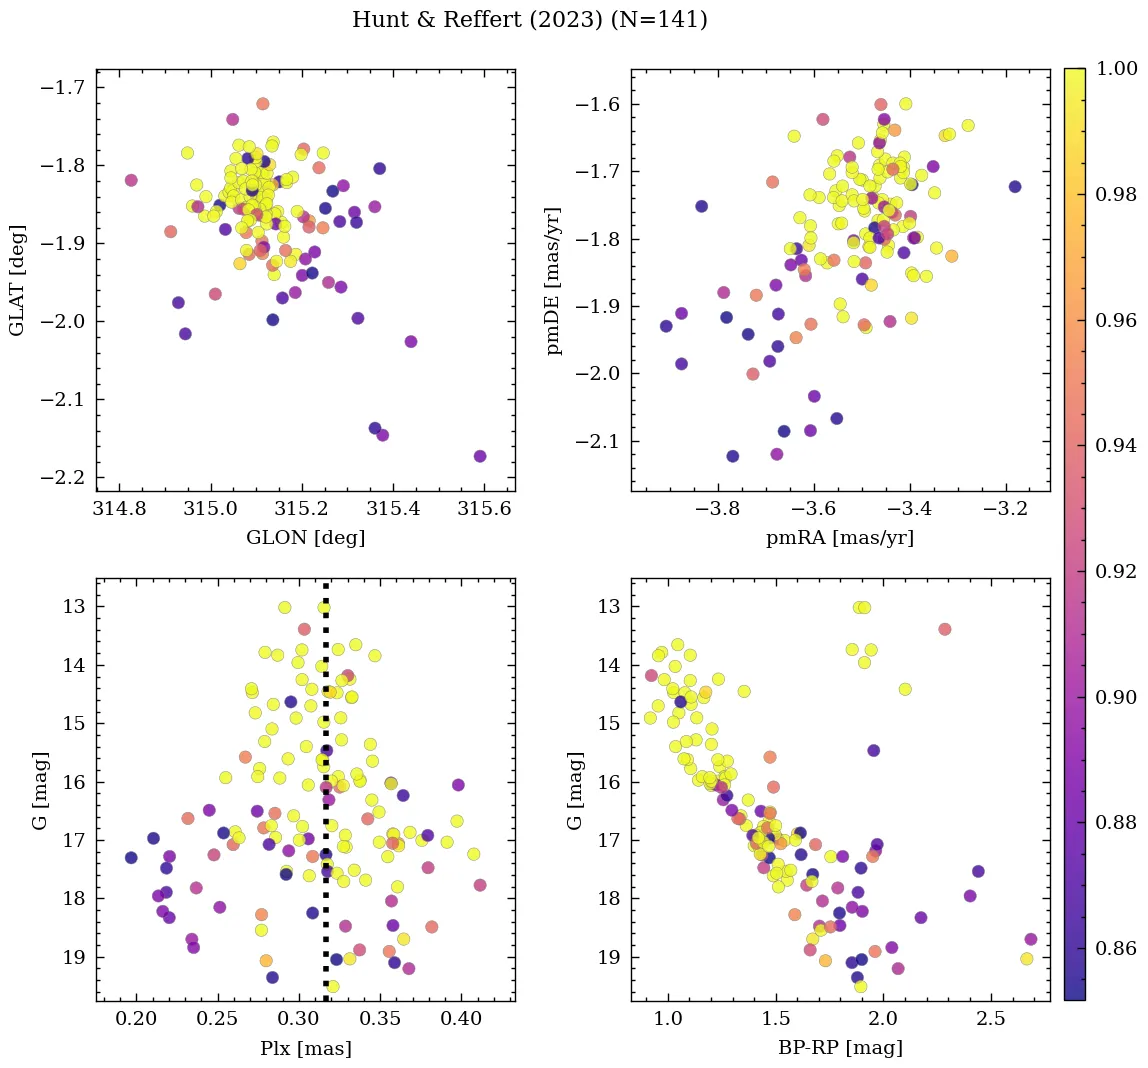 Hunt & Reffert (2023) (N=141)
−1.7
−1.8
−1.9
−2.0
−2.1
−2.2
GLAT [deg]
314.8 315.0 315.2 315.4 315.6
GLON [deg]
−1.6
−1.7
−1.8
−1.9
−2.0
−2.1
pmDE [mas/yr]
−3.8 −3.6 −3.4 −3.2
pmRA [mas/yr]
1.00
0.98
0.96
0.94
0.92
0.90
0.88
0.86
13
14
15
16
17
18
19
G [mag]
0.20 0.25 0.30 0.35 0.40
Plx [mas]
13
14
15
16
17
18
19
G [mag]
1.0 1.5 2.0 2.5
BP-RP [mag]